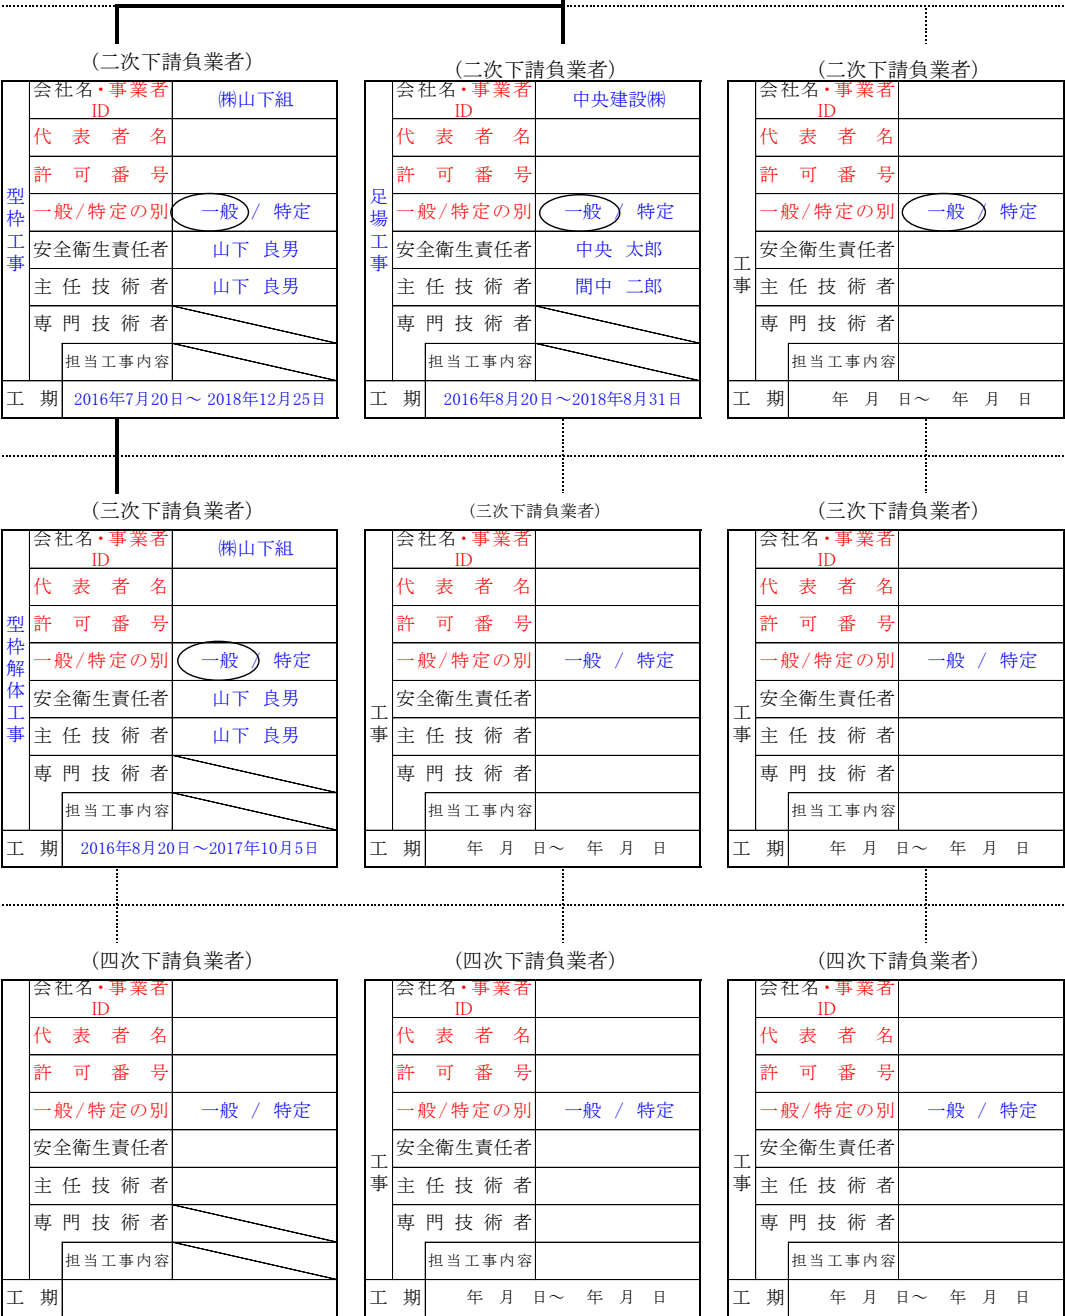 (二次下請負業者)
会社名・事業者ID ㈱山下組
代表者名
許可番号
一般/特定の別 一般 / 特定
安全衛生責任者 山下 良男
主任技術者 山下 良男
専門技術者
担当工事内容
型枠工事
工 期 2016年7月20日~ 2018年12月25日
(二次下請負業者)
会社名・事業者ID 中央建設㈱
代表者名
許可番号
一般/特定の別 一般 / 特定
安全衛生責任者 中央 太郎
主任技術者 間中 二郎
専門技術者
担当工事内容
足場工事
工 期 2016年8月20日~2018年8月31日
(二次下請負業者)
会社名・事業者ID
代表者名
許可番号
一般/特定の別 一般 / 特定
安全衛生責任者
主任技術者
専門技術者
担当工事内容
工事
工 期 年 月 日~ 年 月 日
(三次下請負業者)
会社名・事業者ID ㈱山下組
代表者名
許可番号
一般/特定の別 一般 / 特定
安全衛生責任者 山下 良男
主任技術者 山下 良男
専門技術者
担当工事内容
型枠解体工事
工 期 2016年8月20日~2017年10月5日
(三次下請負業者)
会社名・事業者ID
代表者名
許可番号
一般/特定の別 一般 / 特定
安全衛生責任者
主任技術者
専門技術者
担当工事内容
工事
工 期 年 月 日~ 年 月 日
(三次下請負業者)
会社名・事業者ID
代表者名
許可番号
一般/特定の別 一般 / 特定
安全衛生責任者
主任技術者
専門技術者
担当工事内容
工事
工 期 年 月 日~ 年 月 日
(四次下請負業者)
会社名・事業者ID
代表者名
許可番号
一般/特定の別 一般 / 特定
安全衛生責任者
主任技術者
専門技術者
担当工事内容
工 期
(四次下請負業者)
会社名・事業者ID
代表者名
許可番号
一般/特定の別 一般 / 特定
安全衛生責任者
主任技術者
専門技術者
担当工事内容
工事
工 期 年 月 日~ 年 月 日
(四次下請負業者)
会社名・事業者ID
代表者名
許可番号
一般/特定の別 一般 / 特定
安全衛生責任者
主任技術者
専門技術者
担当工事内容
工事
工 期 年 月 日~ 年 月 日